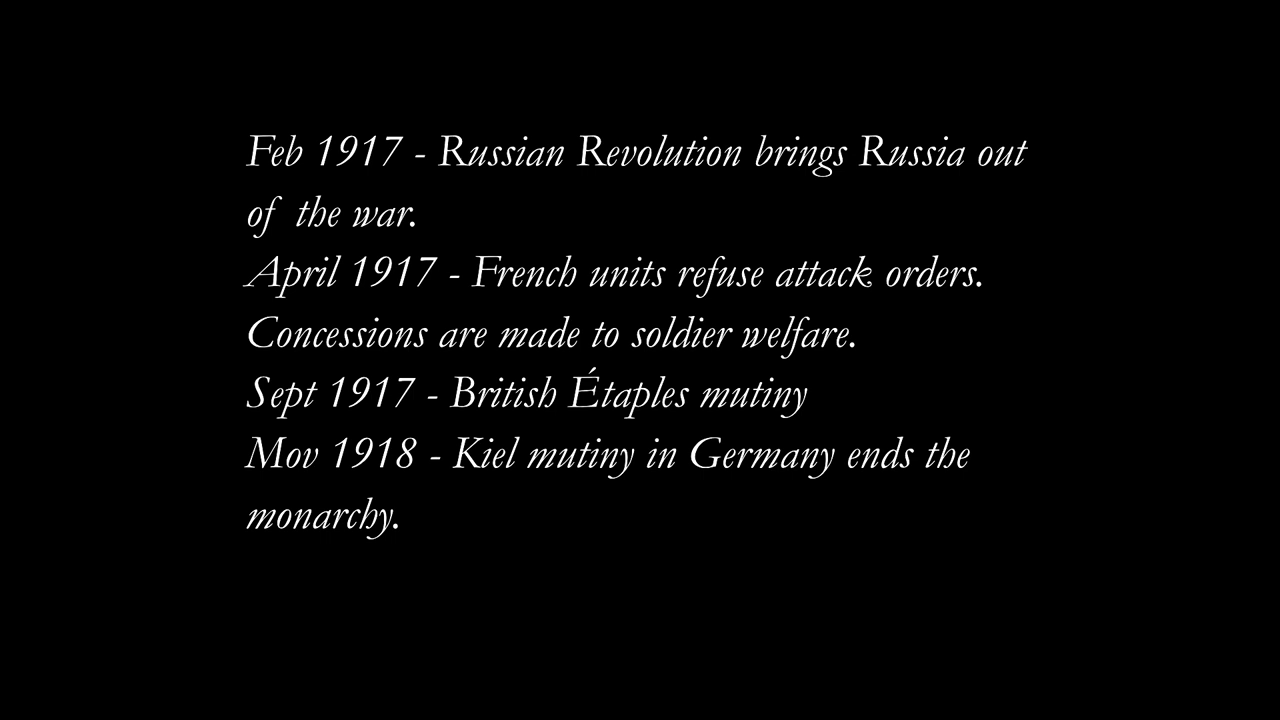 Feb 1917 - Russian Revolution brings Russia out
of the war.
April 1917 - French units refuse attack orders.
Concessions are made to soldier welfare.
Sept 1917 - British Étaples mutiny
Mov 1918 - Kiel mutiny in Germany ends the
monarchy.